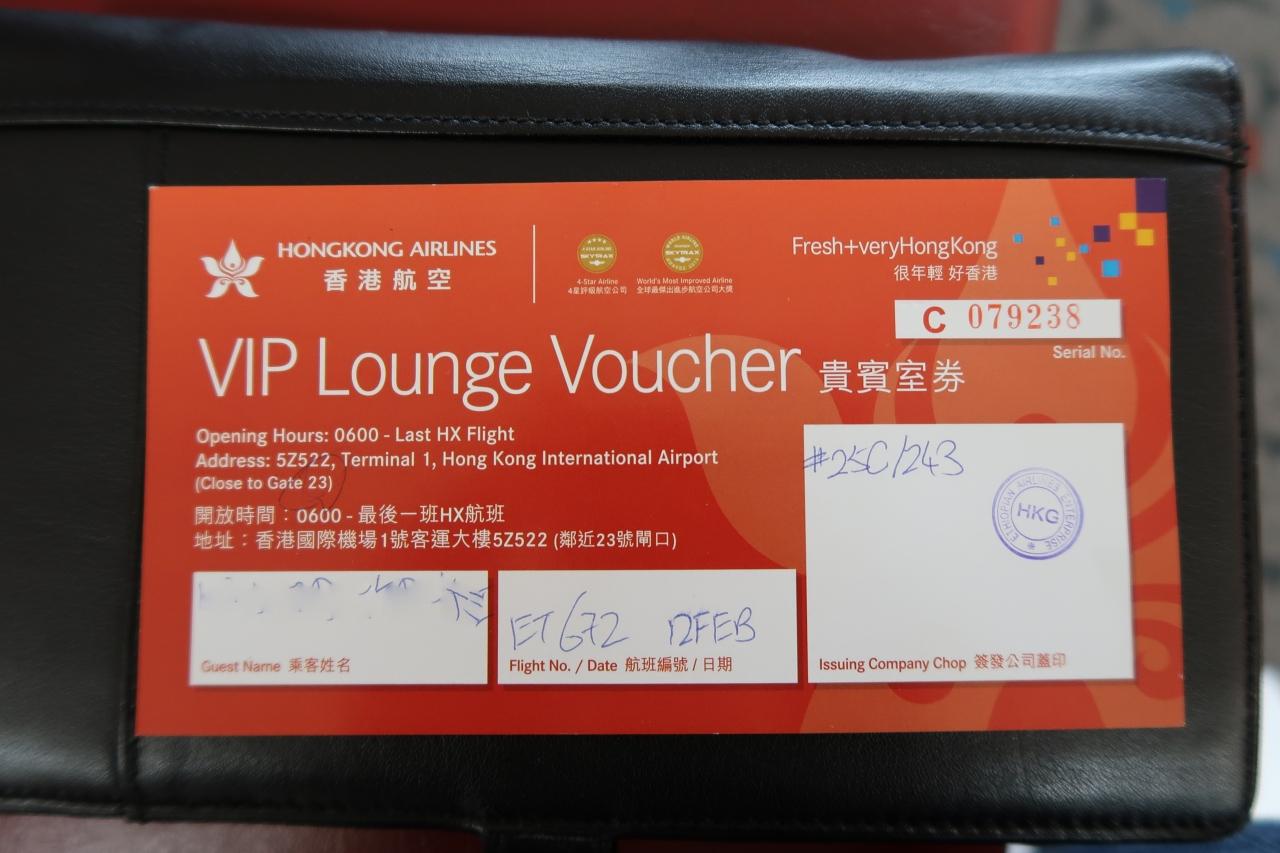 HONGKONG AIRLINES
香港航空
4-Star Airline
4星評級航空公司
World's Most Improved Airline
全球最傑出進步航空公司大獎
SKYTRAX
SKYTRAX
Fresh+veryHongKong
很年輕 好香港
C 079238
Serial No.
VIP Lounge Voucher 貴賓室券
Opening Hours: 0600 - Last HX Flight
Address: 5Z522, Terminal 1, Hong Kong International Airport
(Close to Gate 23)
開放時間：0600 - 最後一班HX航班
地址：香港國際機場1號客運大樓5Z522 (鄰近23號閘口)
#25C/243
ETHIOPIAN AIRLINES ENTERPRISE
HKG
Guest Name 乘客姓名
ET672 12FEB
Flight No. / Date 航班編號 / 日期
Issuing Company Chop 簽發公司蓋印